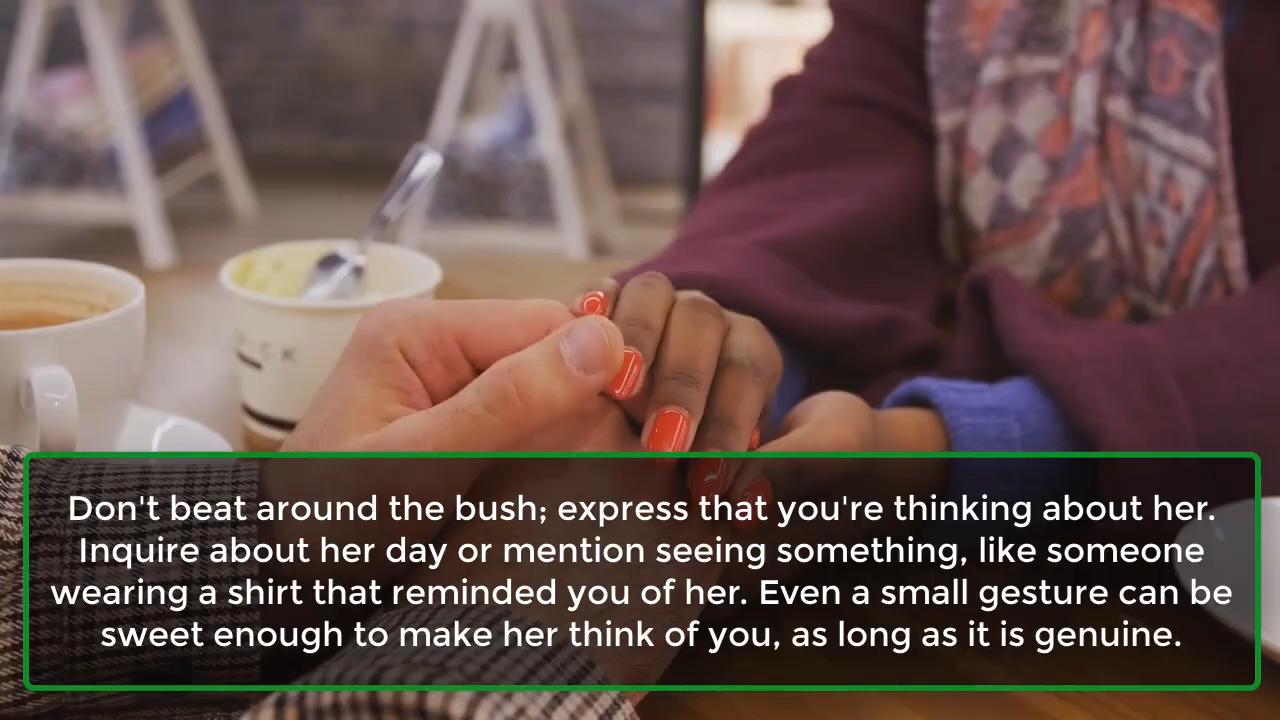 Don't beat around the bush; express that you're thinking about her.
Inquire about her day or mention seeing something, like someone
wearing a shirt that reminded you of her. Even a small gesture can be
sweet enough to make her think of you, as long as it is genuine.